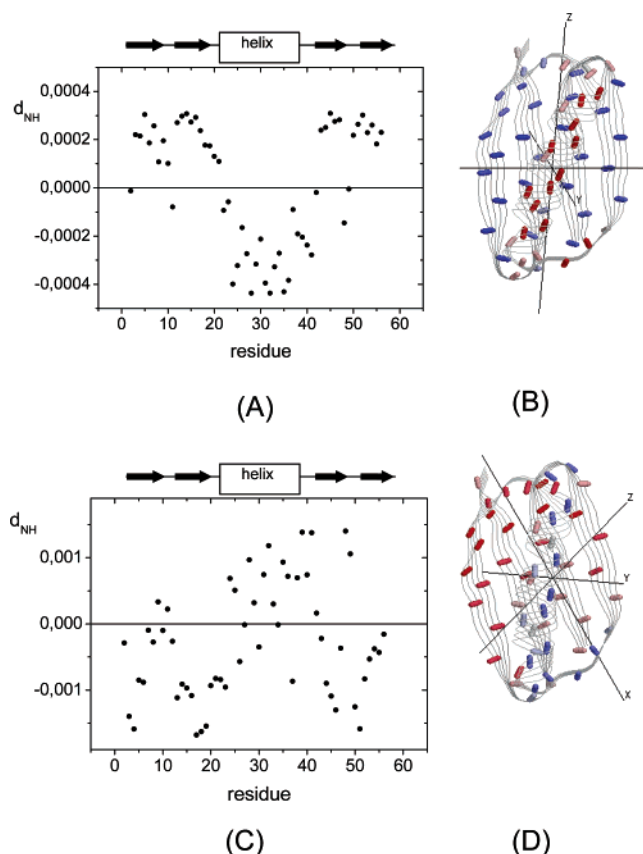 helix
0,0004
d_NH
0,0002
0,0000
-0,0002
-0,0004
0 10 20 30 40 50 60
residue
(A)
Z
Y
(B)
helix
d_NH
0,001
0,000
-0,001
0 10 20 30 40 50 60
residue
(C)
Z
Y
X
(D)